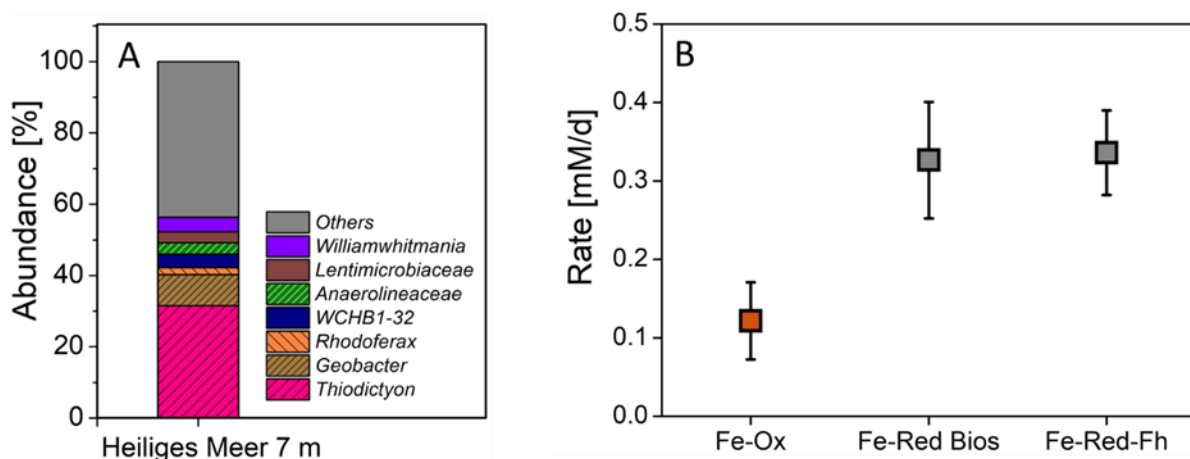 A
Abundance [%]
100
80
60
40
20
0
Others
Williamwhitmania
Lentimicrobiaceae
Anaerolineaceae
WCHB1-32
Rhodoferax
Geobacter
Thiodictyon
Heiliges Meer 7 m
B
Rate [mM/d]
0.5
0.4
0.3
0.2
0.1
0.0
Fe-Ox Fe-Red Bios Fe-Red-Fh